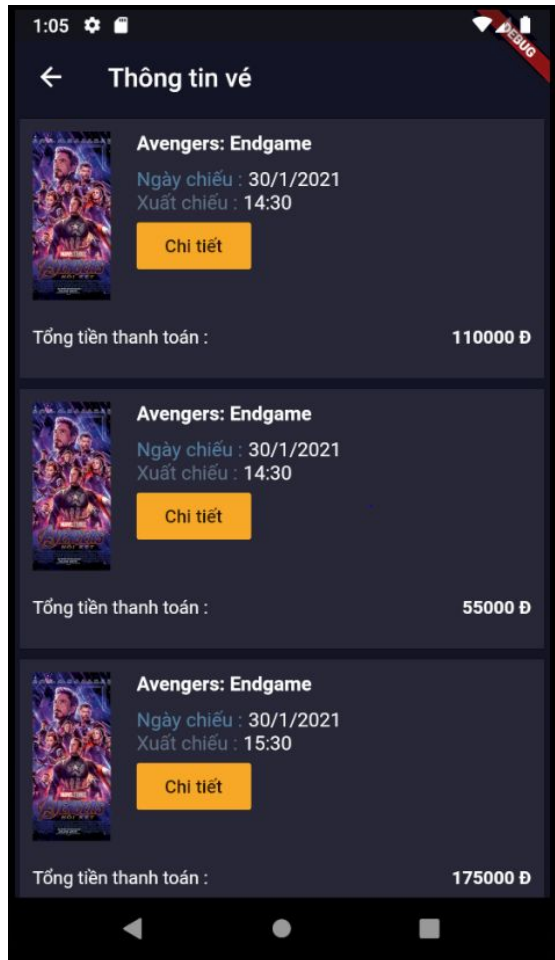 1:05
DEBUG
Thông tin vé
Avengers: Endgame
Ngày chiếu : 30/1/2021
Xuất chiếu : 14:30
Chi tiết
Tổng tiền thanh toán :
110000 Đ
Avengers: Endgame
Ngày chiếu : 30/1/2021
Xuất chiếu : 14:30
Chi tiết
Tổng tiền thanh toán :
55000 Đ
Avengers: Endgame
Ngày chiếu : 30/1/2021
Xuất chiếu : 15:30
Chi tiết
Tổng tiền thanh toán :
175000 Đ